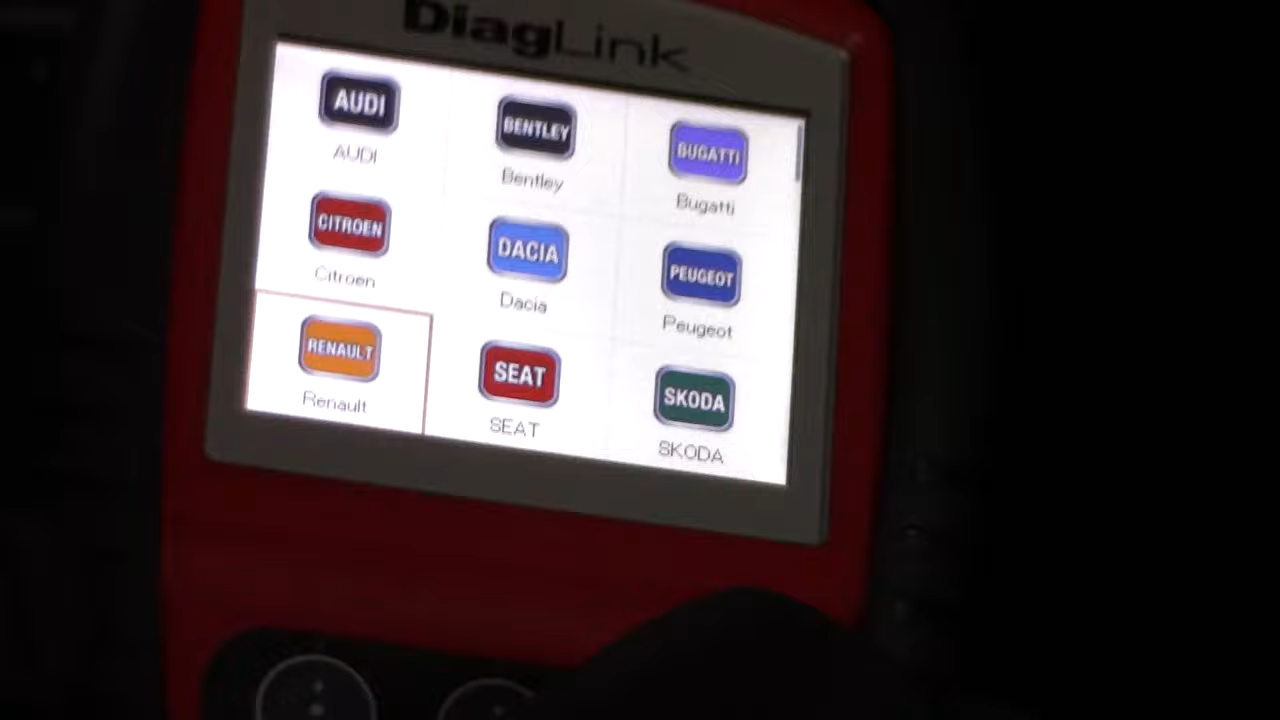 DiagLink
AUDI
BENTLEY
BUGATTI
AUDI
Bentley
Bugatti
CITROEN
DACIA
PEUGEOT
Citroen
Dacia
Peugeot
RENAULT
SEAT
SKODA
Renault
SEAT
SKODA